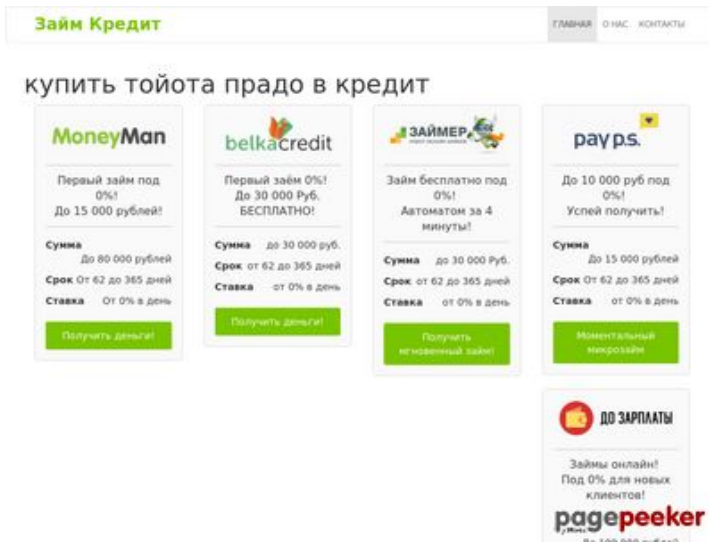 Займ Кредит
ГЛАВНАЯ О НАС КОНТАКТЫ
купить тойота прадо в кредит
MoneyMan
Первый займ под
0%!
До 15 000 рублей!
Сумма
До 80 000 рублей
Срок От 62 до 365 дней
Ставка От 0% в день
Получить деньги!
belkacredit
Первый заём 0%!
До 30 000 Руб.
БЕСПЛАТНО!
Сумма до 30 000 руб.
Срок от 62 до 365 дней
Ставка от 0% в день
Получить деньги!
ЗАЙМЕР
Займ бесплатно под
0%!
Автоматом за 4
минуты!
Сумма до 30 000 Руб.
Срок от 62 до 365 дней
Ставка от 0% в день
Получить
мгновенный займ!
pay p.s.
До 10 000 руб под
0%!
Успей получить!
Сумма
До 15 000 рублей
Срок От 62 до 365 дней
Ставка От 0% в день
Моментальный
микрозайм
ДО ЗАРПЛАТЫ
Займы онлайн!
Под 0% для новых
клиентов!
pagepeeker
До 100 000 рублей